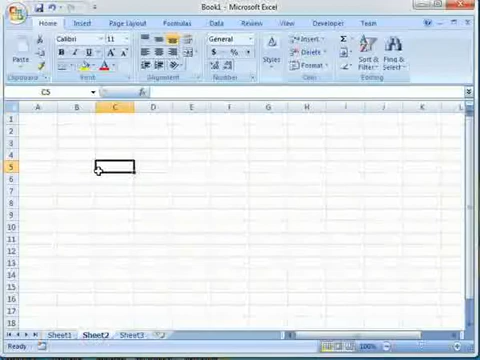 Book1 - Microsoft Excel
Home Insert Page Layout Formulas Data Review View Developer Team
Calibri 11 General Insert Σ
Paste B I U $ % , Styles Delete Sort & Find &
A Format Filter Select
Clipboard Font Alignment Number Cells Editing
C5 fx
A B C D E F G H I J K L
1
2
3
4
5
6
7
8
9
10
11
12
13
14
15
16
17
18
Sheet1 Sheet2 Sheet3
Ready 100%